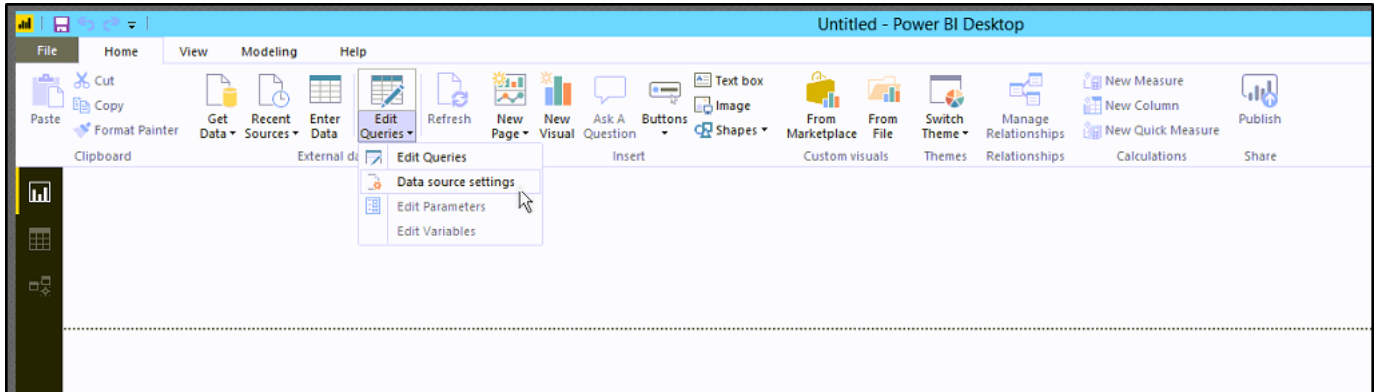 Untitled - Power BI Desktop
File Home View Modeling Help
Paste
Cut
Copy
Format Painter
Clipboard
Get Data
Recent Sources
Enter Data
Edit Queries
Refresh
External da
New Page
New Visual
Ask A Question
Buttons
Text box
Image
Shapes
Insert
From Marketplace
From File
Custom visuals
Switch Theme
Themes
Manage Relationships
Relationships
New Measure
New Column
New Quick Measure
Calculations
Publish
Share
Edit Queries
Data source settings
Edit Parameters
Edit Variables